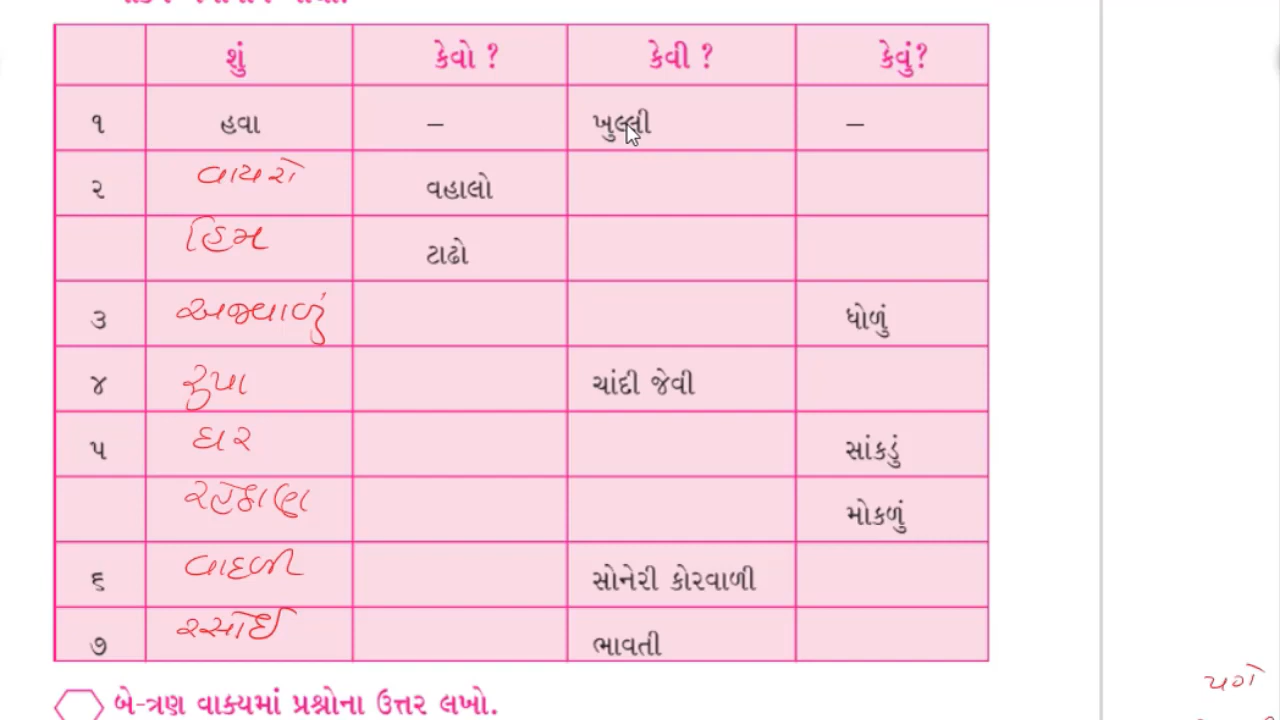 શું કેવો ? કેવી ? કેવું?
૧ હવા – ખુલ્લી –
૨ વાયરો વહાલો
હિમ ટાઢો
૩ અજવાળું ધોળું
૪ રુપા ચાંદી જેવી
૫ ઘર સાંકડું
રહેઠાણ મોકળું
૬ વાદળી સોનેરી કોરવાળી
૭ રસોઈ ભાવતી
બે-ત્રણ વાક્યમાં પ્રશ્નોના ઉત્તર લખો.